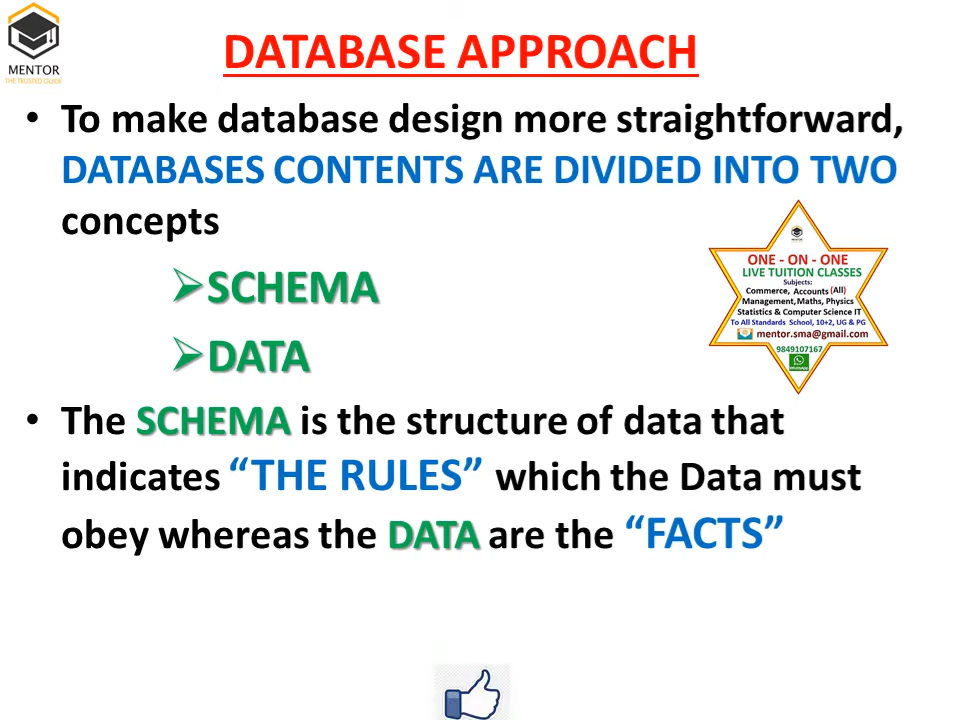 MENTOR
THE TRUSTED GUIDE
DATABASE APPROACH
• To make database design more straightforward,
DATABASES CONTENTS ARE DIVIDED INTO TWO
concepts
➢SCHEMA
➢DATA
MENTOR
ONE - ON - ONE
LIVE TUITION CLASSES
Subjects:
Commerce, Accounts (All)
Management, Maths, Physics
Statistics & Computer Science IT
To All Standards School, 10+2, UG & PG
mentor.sma@gmail.com
9849107167
WhatsApp
• The SCHEMA is the structure of data that
indicates “THE RULES” which the Data must
obey whereas the DATA are the “FACTS”